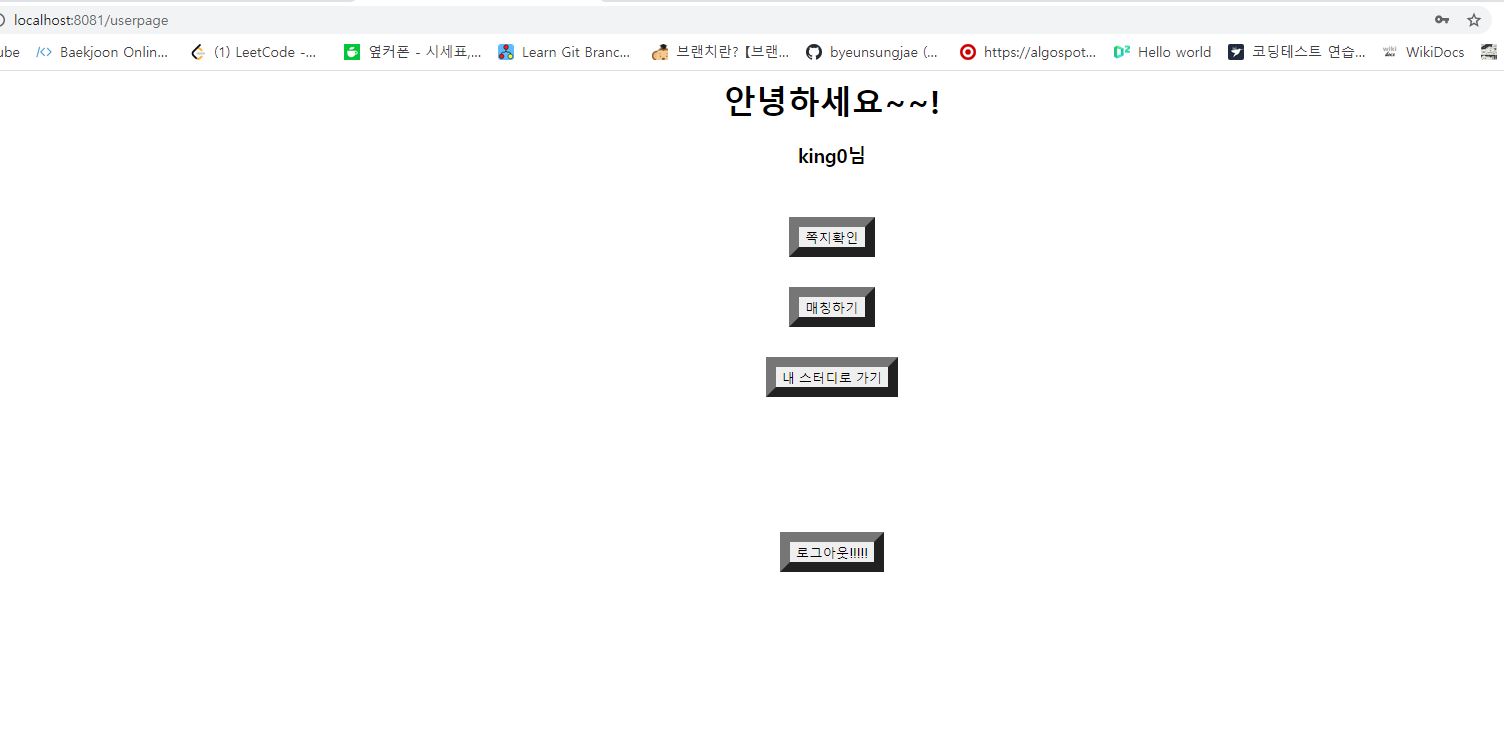 localhost:8081/userpage
ube Baekjoon Onlin... (1) LeetCode -... 옆커폰 - 시세표,... Learn Git Branc... 브랜치란? 【브랜... byeunsungjae (... https://algospot... Hello world 코딩테스트 연습... WikiDocs
안녕하세요~~!
king0님
쪽지확인
매칭하기
내 스터디로 가기
로그아웃!!!!!